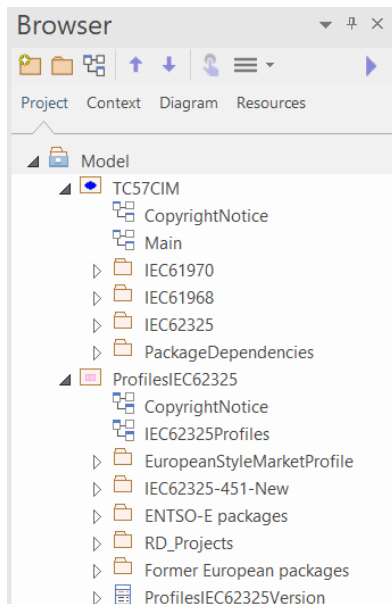 Browser
Project Context Diagram Resources
Model
TC57CIM
CopyrightNotice
Main
IEC61970
IEC61968
IEC62325
PackageDependencies
ProfilesIEC62325
CopyrightNotice
IEC62325Profiles
EuropeanStyleMarketProfile
IEC62325-451-New
ENTSO-E packages
RD_Projects
Former European packages
ProfilesIEC62325Version